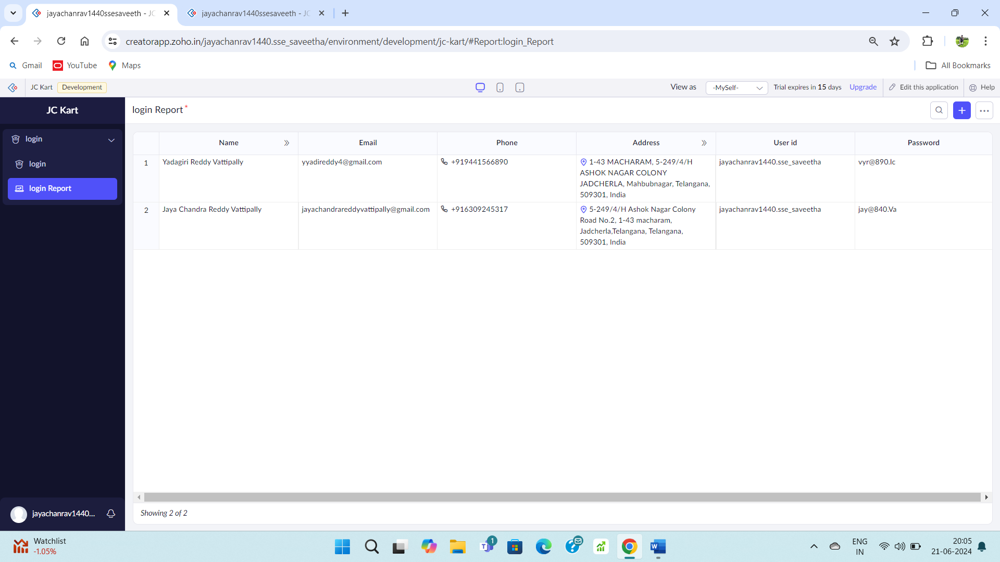 jayachanrav1440ssesaveeth - JC
jayachanrav1440ssesaveeth - JC
creatorapp.zoho.in/jayachanrav1440.sse_saveetha/environment/development/jc-kart/#Report:login_Report
Gmail YouTube Maps All Bookmarks
JC Kart Development View as -MySelf- Trial expires in 15 days Upgrade Edit this application Help
JC Kart
login Report*
login
login
login Report
Name Email Phone Address User id Password
1 Yadagiri Reddy Vattipally yyadireddy4@gmail.com +919441566890 1-43 MACHARAM, 5-249/4/H jayachanrav1440.sse_saveetha vyr@890.lc
ASHOK NAGAR COLONY
JADCHERLA, Mahbubnagar, Telangana,
509301, India
2 Jaya Chandra Reddy Vattipally jayachandrareddyvattipally@gmail.com +916309245317 5-249/4/H Ashok Nagar Colony jayachanrav1440.sse_saveetha jay@840.Va
Road No.2, 1-43 macharam,
Jadcherla,Telangana, Telangana,
509301, India
Showing 2 of 2
jayachanrav1440...
Watchlist
-1.05%
1
ENG
IN
20:05
21-06-2024